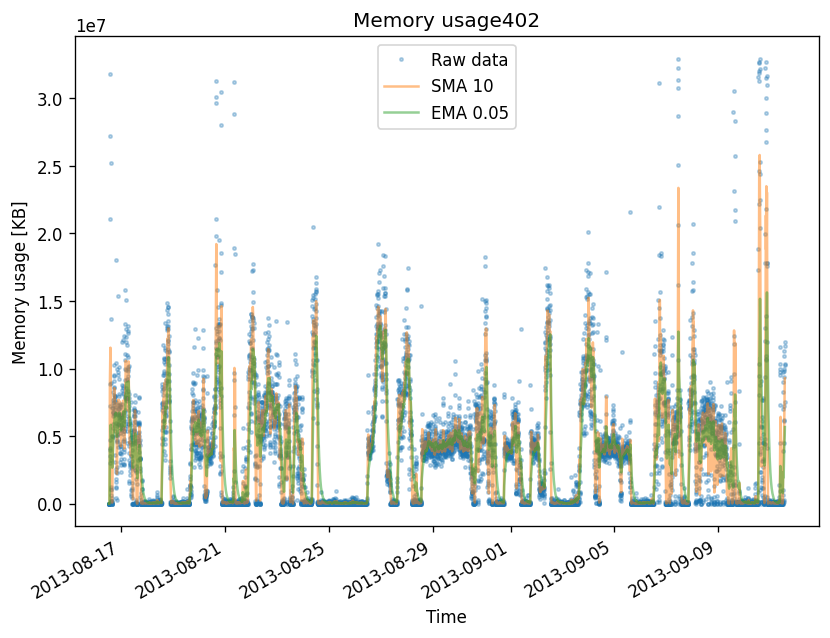 Memory usage402
1e7
Raw data
SMA 10
EMA 0.05
3.0
2.5
2.0
1.5
1.0
0.5
0.0
Memory usage [KB]
2013-08-17
2013-08-21
2013-08-25
2013-08-29
2013-09-01
2013-09-05
2013-09-09
Time